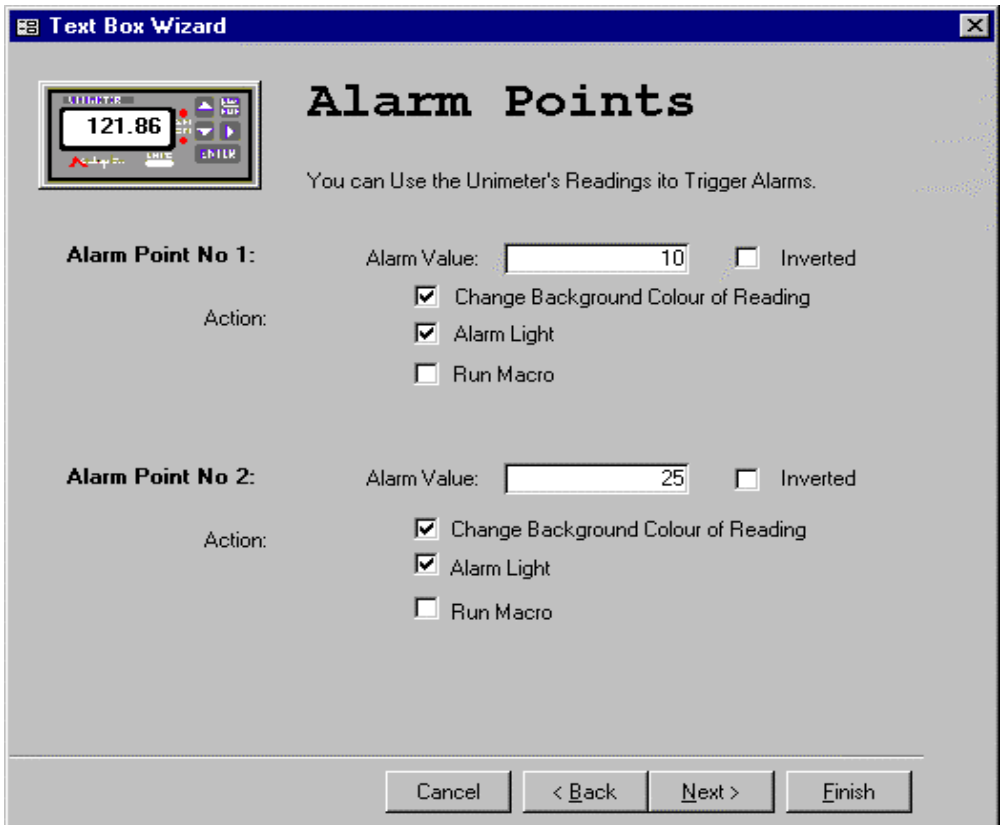 Text Box Wizard
121.86
ENTER
Alarm Points
You can Use the Unimeter's Readings ito Trigger Alarms.
Alarm Point No 1:
Alarm Value: 10 Inverted
Action:
Change Background Colour of Reading
Alarm Light
Run Macro
Alarm Point No 2:
Alarm Value: 25 Inverted
Action:
Change Background Colour of Reading
Alarm Light
Run Macro
Cancel < Back Next > Finish